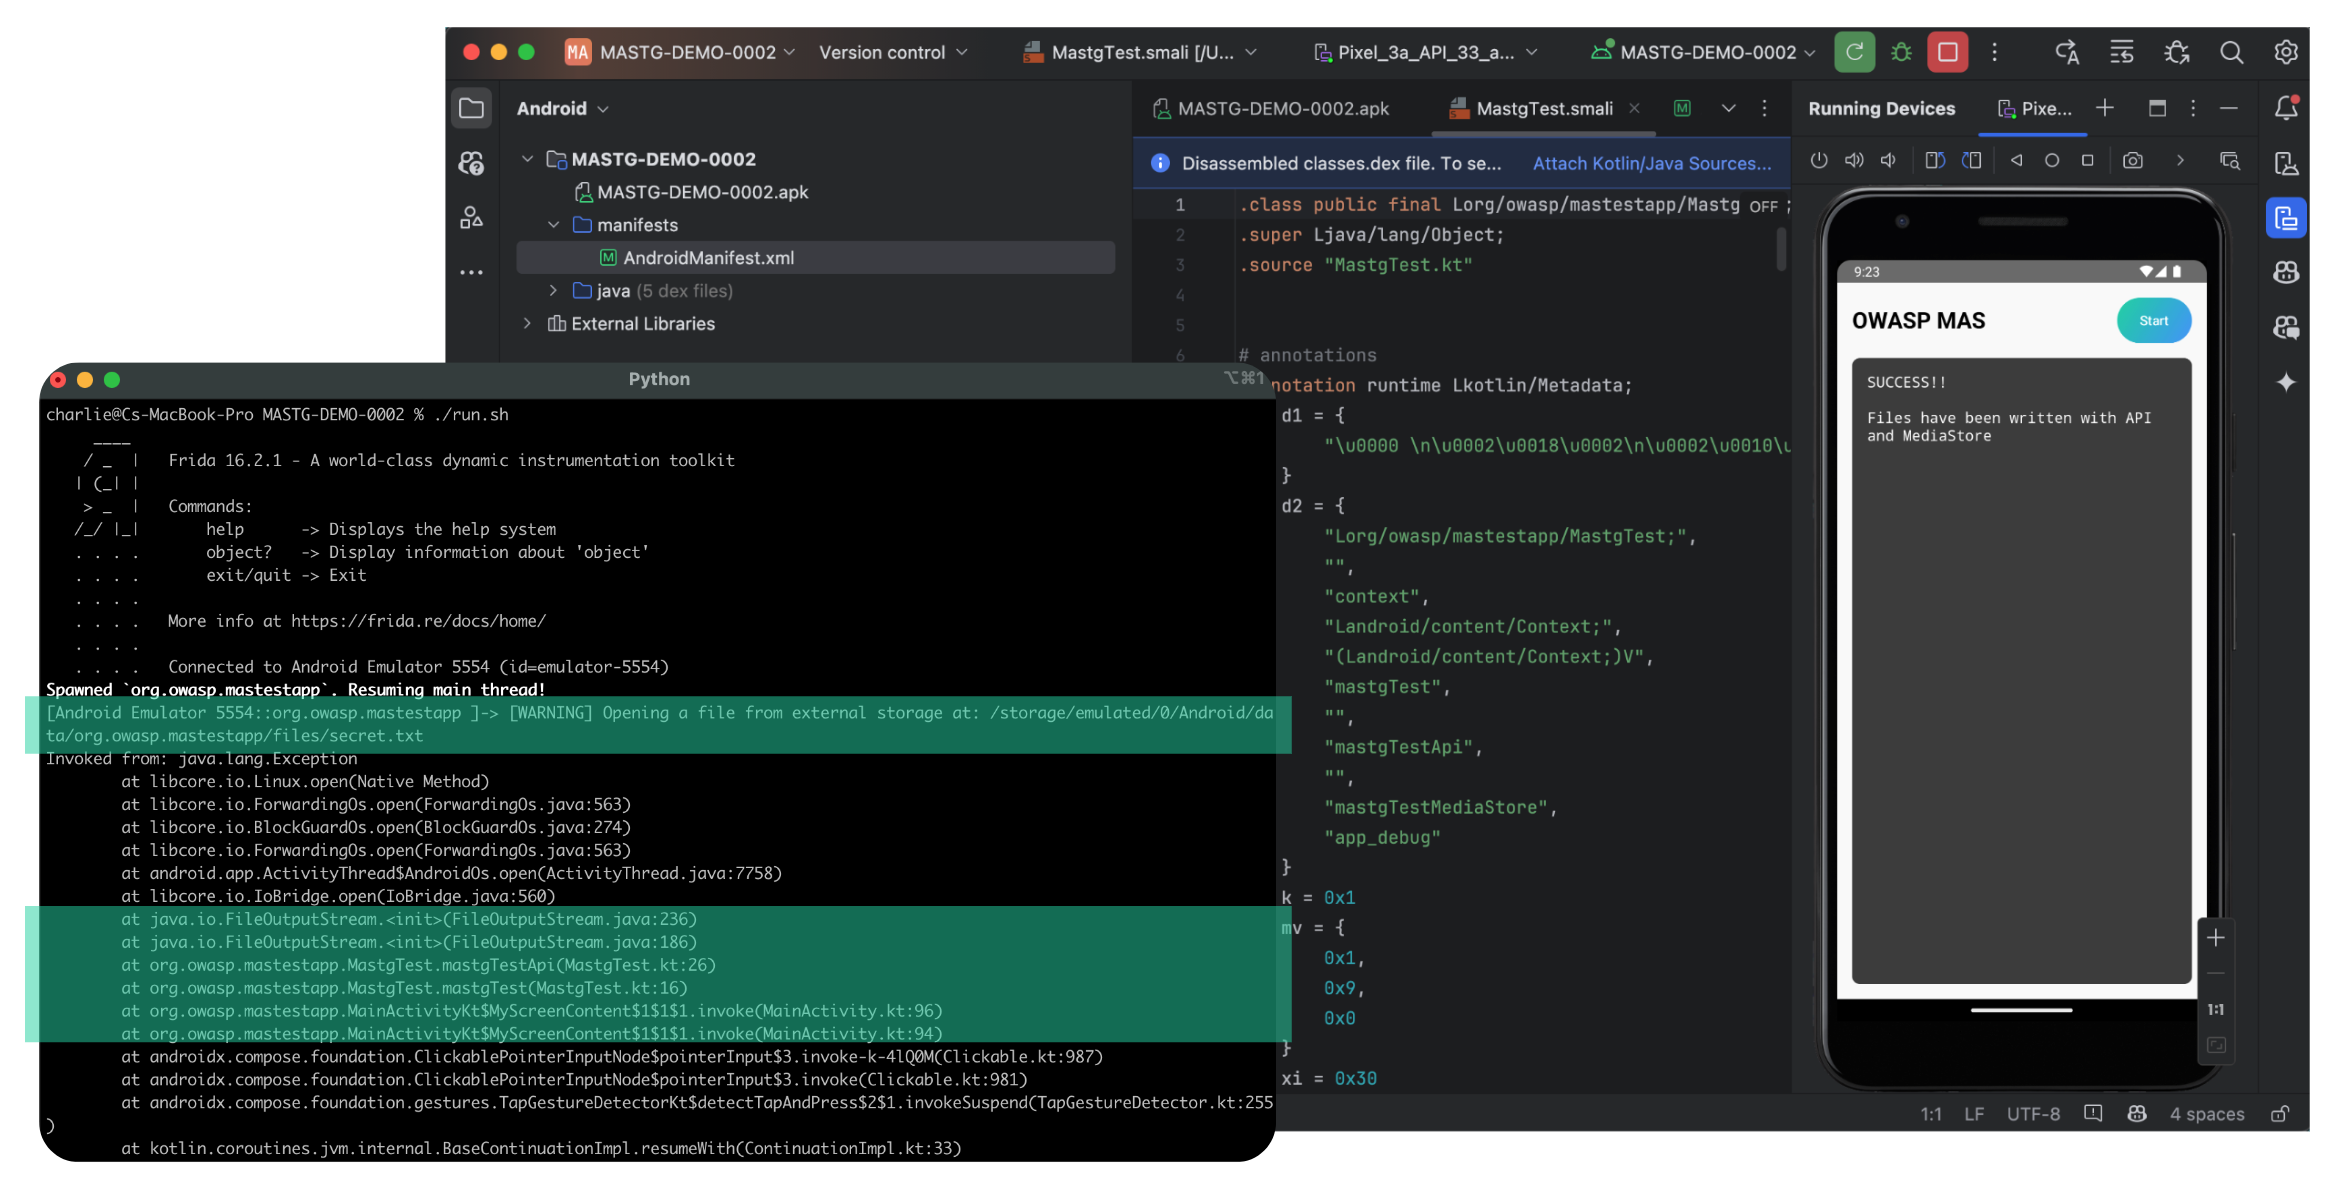 MA MASTG-DEMO-0002 Version control MastgTest.smali [/U... Pixel_3a_API_33_a... MASTG-DEMO-0002
Android
MASTG-DEMO-0002
MASTG-DEMO-0002.apk
manifests
AndroidManifest.xml
java (5 dex files)
External Libraries
MASTG-DEMO-0002.apk MastgTest.smali
Disassembled classes.dex file. To se... Attach Kotlin/Java Sources...
1 .class public final Lorg/owasp/mastestapp/Mastg OFF ;
2 .super Ljava/lang/Object;
3 .source "MastgTest.kt"
4
5
6 # annotations
notation runtime Lkotlin/Metadata;
d1 = {
"\u0000 \n\u0002\u0018\u0002\n\u0002\u0010\u
}
d2 = {
"Lorg/owasp/mastestapp/MastgTest;",
"",
"context",
"Landroid/content/Context;",
"(Landroid/content/Context;)V",
"mastgTest",
"",
"mastgTestApi",
"",
"mastgTestMediaStore",
"app_debug"
}
k = 0x1
mv = {
0x1,
0x9,
0x0
}
xi = 0x30
Running Devices Pixe...
9:23
OWASP MAS
Start
SUCCESS!!
Files have been written with API
and MediaStore
1:1
1:1 LF UTF-8 4 spaces
Python ⌥⌘1
charlie@Cs-MacBook-Pro MASTG-DEMO-0002 % ./run.sh
____
/ _ | Frida 16.2.1 - A world-class dynamic instrumentation toolkit
| (_| |
> _ | Commands:
/_/ |_| help -> Displays the help system
. . . . object? -> Display information about 'object'
. . . . exit/quit -> Exit
. . . .
. . . . More info at https://frida.re/docs/home/
. . . .
. . . . Connected to Android Emulator 5554 (id=emulator-5554)
Spawned `org.owasp.mastestapp`. Resuming main thread!
[Android Emulator 5554::org.owasp.mastestapp ]-> [WARNING] Opening a file from external storage at: /storage/emulated/0/Android/da
ta/org.owasp.mastestapp/files/secret.txt
Invoked from: java.lang.Exception
at libcore.io.Linux.open(Native Method)
at libcore.io.ForwardingOs.open(ForwardingOs.java:563)
at libcore.io.BlockGuardOs.open(BlockGuardOs.java:274)
at libcore.io.ForwardingOs.open(ForwardingOs.java:563)
at android.app.ActivityThread$AndroidOs.open(ActivityThread.java:7758)
at libcore.io.IoBridge.open(IoBridge.java:560)
at java.io.FileOutputStream.<init>(FileOutputStream.java:236)
at java.io.FileOutputStream.<init>(FileOutputStream.java:186)
at org.owasp.mastestapp.MastgTest.mastgTestApi(MastgTest.kt:26)
at org.owasp.mastestapp.MastgTest.mastgTest(MastgTest.kt:16)
at org.owasp.mastestapp.MainActivityKt$MyScreenContent$1$1$1.invoke(MainActivity.kt:96)
at org.owasp.mastestapp.MainActivityKt$MyScreenContent$1$1$1.invoke(MainActivity.kt:94)
at androidx.compose.foundation.ClickablePointerInputNode$pointerInput$3.invoke-k-4lQ0M(Clickable.kt:987)
at androidx.compose.foundation.ClickablePointerInputNode$pointerInput$3.invoke(Clickable.kt:981)
at androidx.compose.foundation.gestures.TapGestureDetectorKt$detectTapAndPress$2$1.invokeSuspend(TapGestureDetector.kt:255
)
at kotlin.coroutines.jvm.internal.BaseContinuationImpl.resumeWith(ContinuationImpl.kt:33)